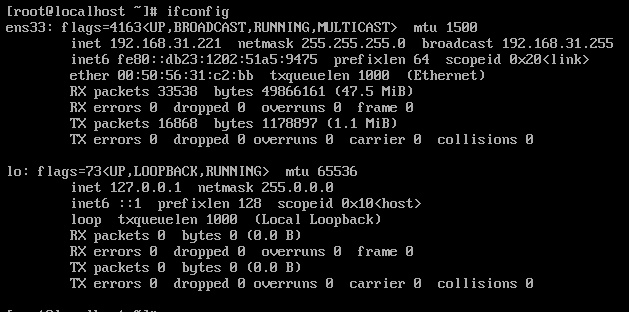 [root@localhost ~]# ifconfig
ens33: flags=4163<UP,BROADCAST,RUNNING,MULTICAST>  mtu 1500
        inet 192.168.31.221  netmask 255.255.255.0  broadcast 192.168.31.255
        inet6 fe80::db23:1202:51a5:9475  prefixlen 64  scopeid 0x20<link>
        ether 00:50:56:31:c2:bb  txqueuelen 1000  (Ethernet)
        RX packets 33538  bytes 49866161 (47.5 MiB)
        RX errors 0  dropped 0  overruns 0  frame 0
        TX packets 16868  bytes 1178897 (1.1 MiB)
        TX errors 0  dropped 0 overruns 0  carrier 0  collisions 0

lo: flags=73<UP,LOOPBACK,RUNNING>  mtu 65536
        inet 127.0.0.1  netmask 255.0.0.0
        inet6 ::1  prefixlen 128  scopeid 0x10<host>
        loop  txqueuelen 1000  (Local Loopback)
        RX packets 0  bytes 0 (0.0 B)
        RX errors 0  dropped 0  overruns 0  frame 0
        TX packets 0  bytes 0 (0.0 B)
        TX errors 0  dropped 0 overruns 0  carrier 0  collisions 0